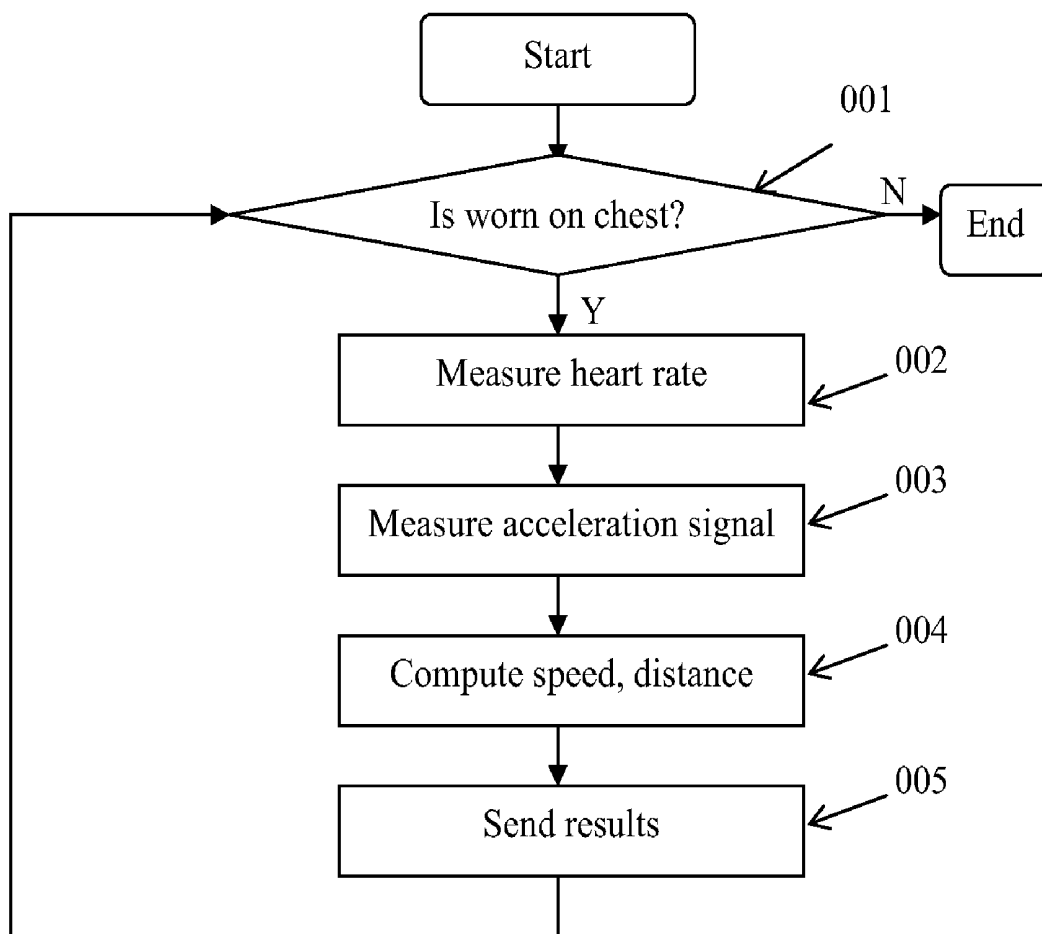 Start
001
Is worn on chest?
N
End
Y
Measure heart rate
002
Measure acceleration signal
003
Compute speed, distance
004
Send results
005